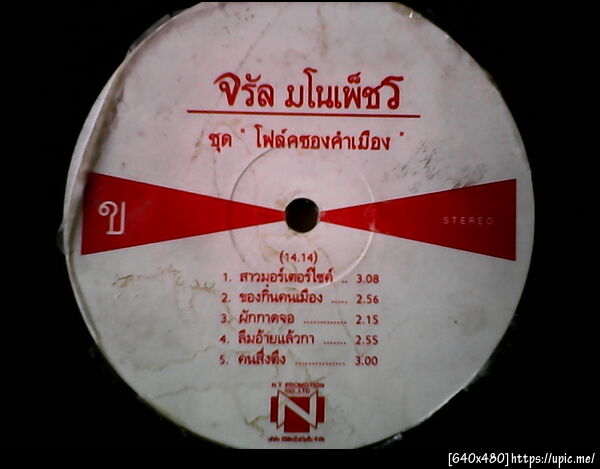 จรัล มโนเพ็ชร
ชุด " โฟล์คซองคำเมือง "
ข
STEREO
(14.14)
1. สาวมอร์เตอร์ไซค์ .. 3.08
2. ของกิ๋นคนเมือง ..... 2.56
3. ผักกาดจอ ............ 2.15
4. ลืมอ้ายแล้วกา ....... 2.55
5. คนสึ่งตึง .............. 3.00
N.T. PROMOTION
CO.,LTD
N
[640x480]https://upic.me/